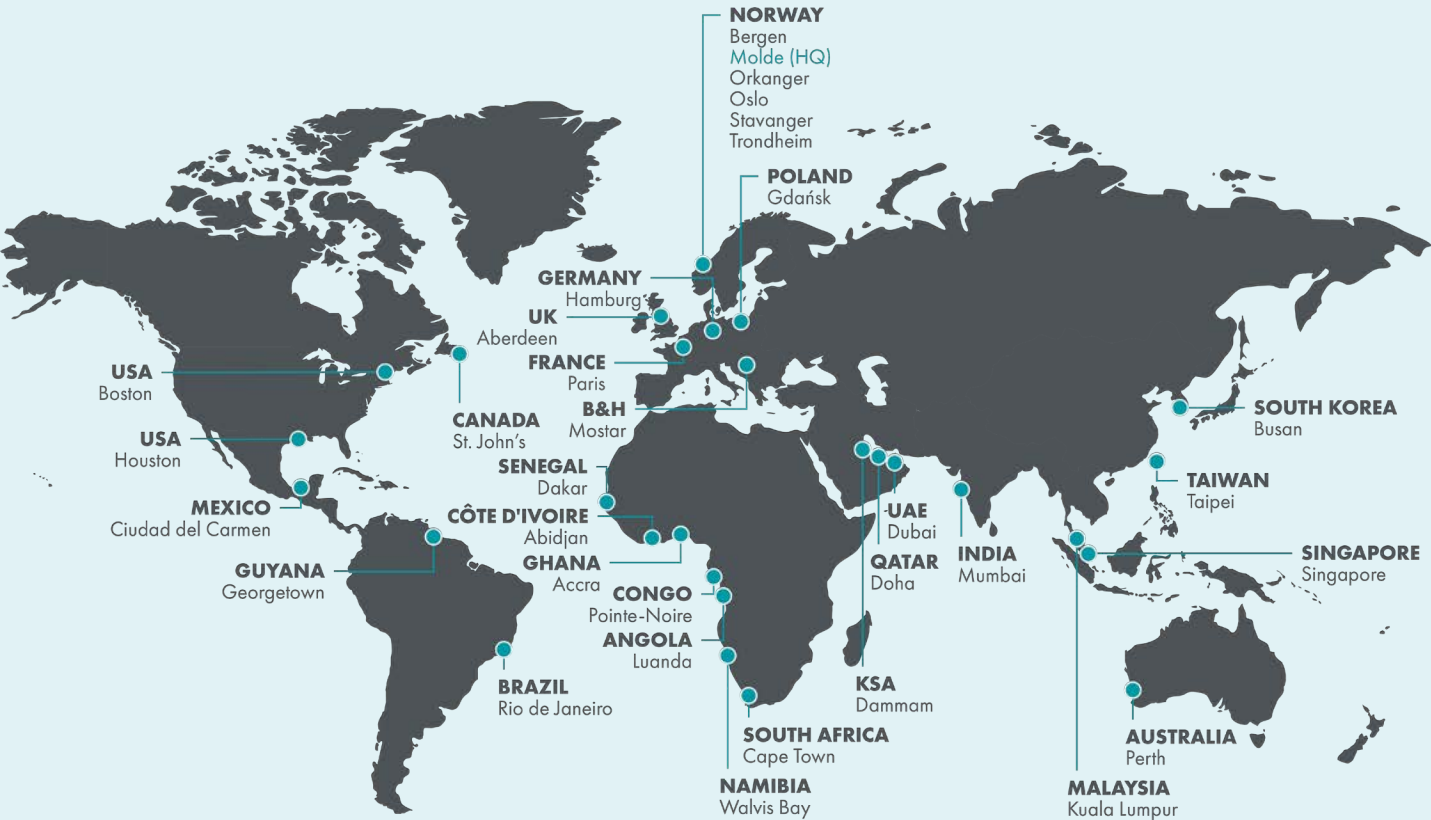 NORWAY
Bergen
Molde (HQ)
Orkanger
Oslo
Stavanger
Trondheim
POLAND
Gdańsk
GERMANY
Hamburg
UK
Aberdeen
FRANCE
Paris
B&H
Mostar
USA
Boston
CANADA
St. John's
USA
Houston
MEXICO
Ciudad del Carmen
GUYANA
Georgetown
BRAZIL
Rio de Janeiro
SENEGAL
Dakar
CÔTE D'IVOIRE
Abidjan
GHANA
Accra
CONGO
Pointe-Noire
ANGOLA
Luanda
NAMIBIA
Walvis Bay
SOUTH AFRICA
Cape Town
KSA
Dammam
QATAR
Doha
UAE
Dubai
INDIA
Mumbai
SOUTH KOREA
Busan
TAIWAN
Taipei
SINGAPORE
Singapore
MALAYSIA
Kuala Lumpur
AUSTRALIA
Perth